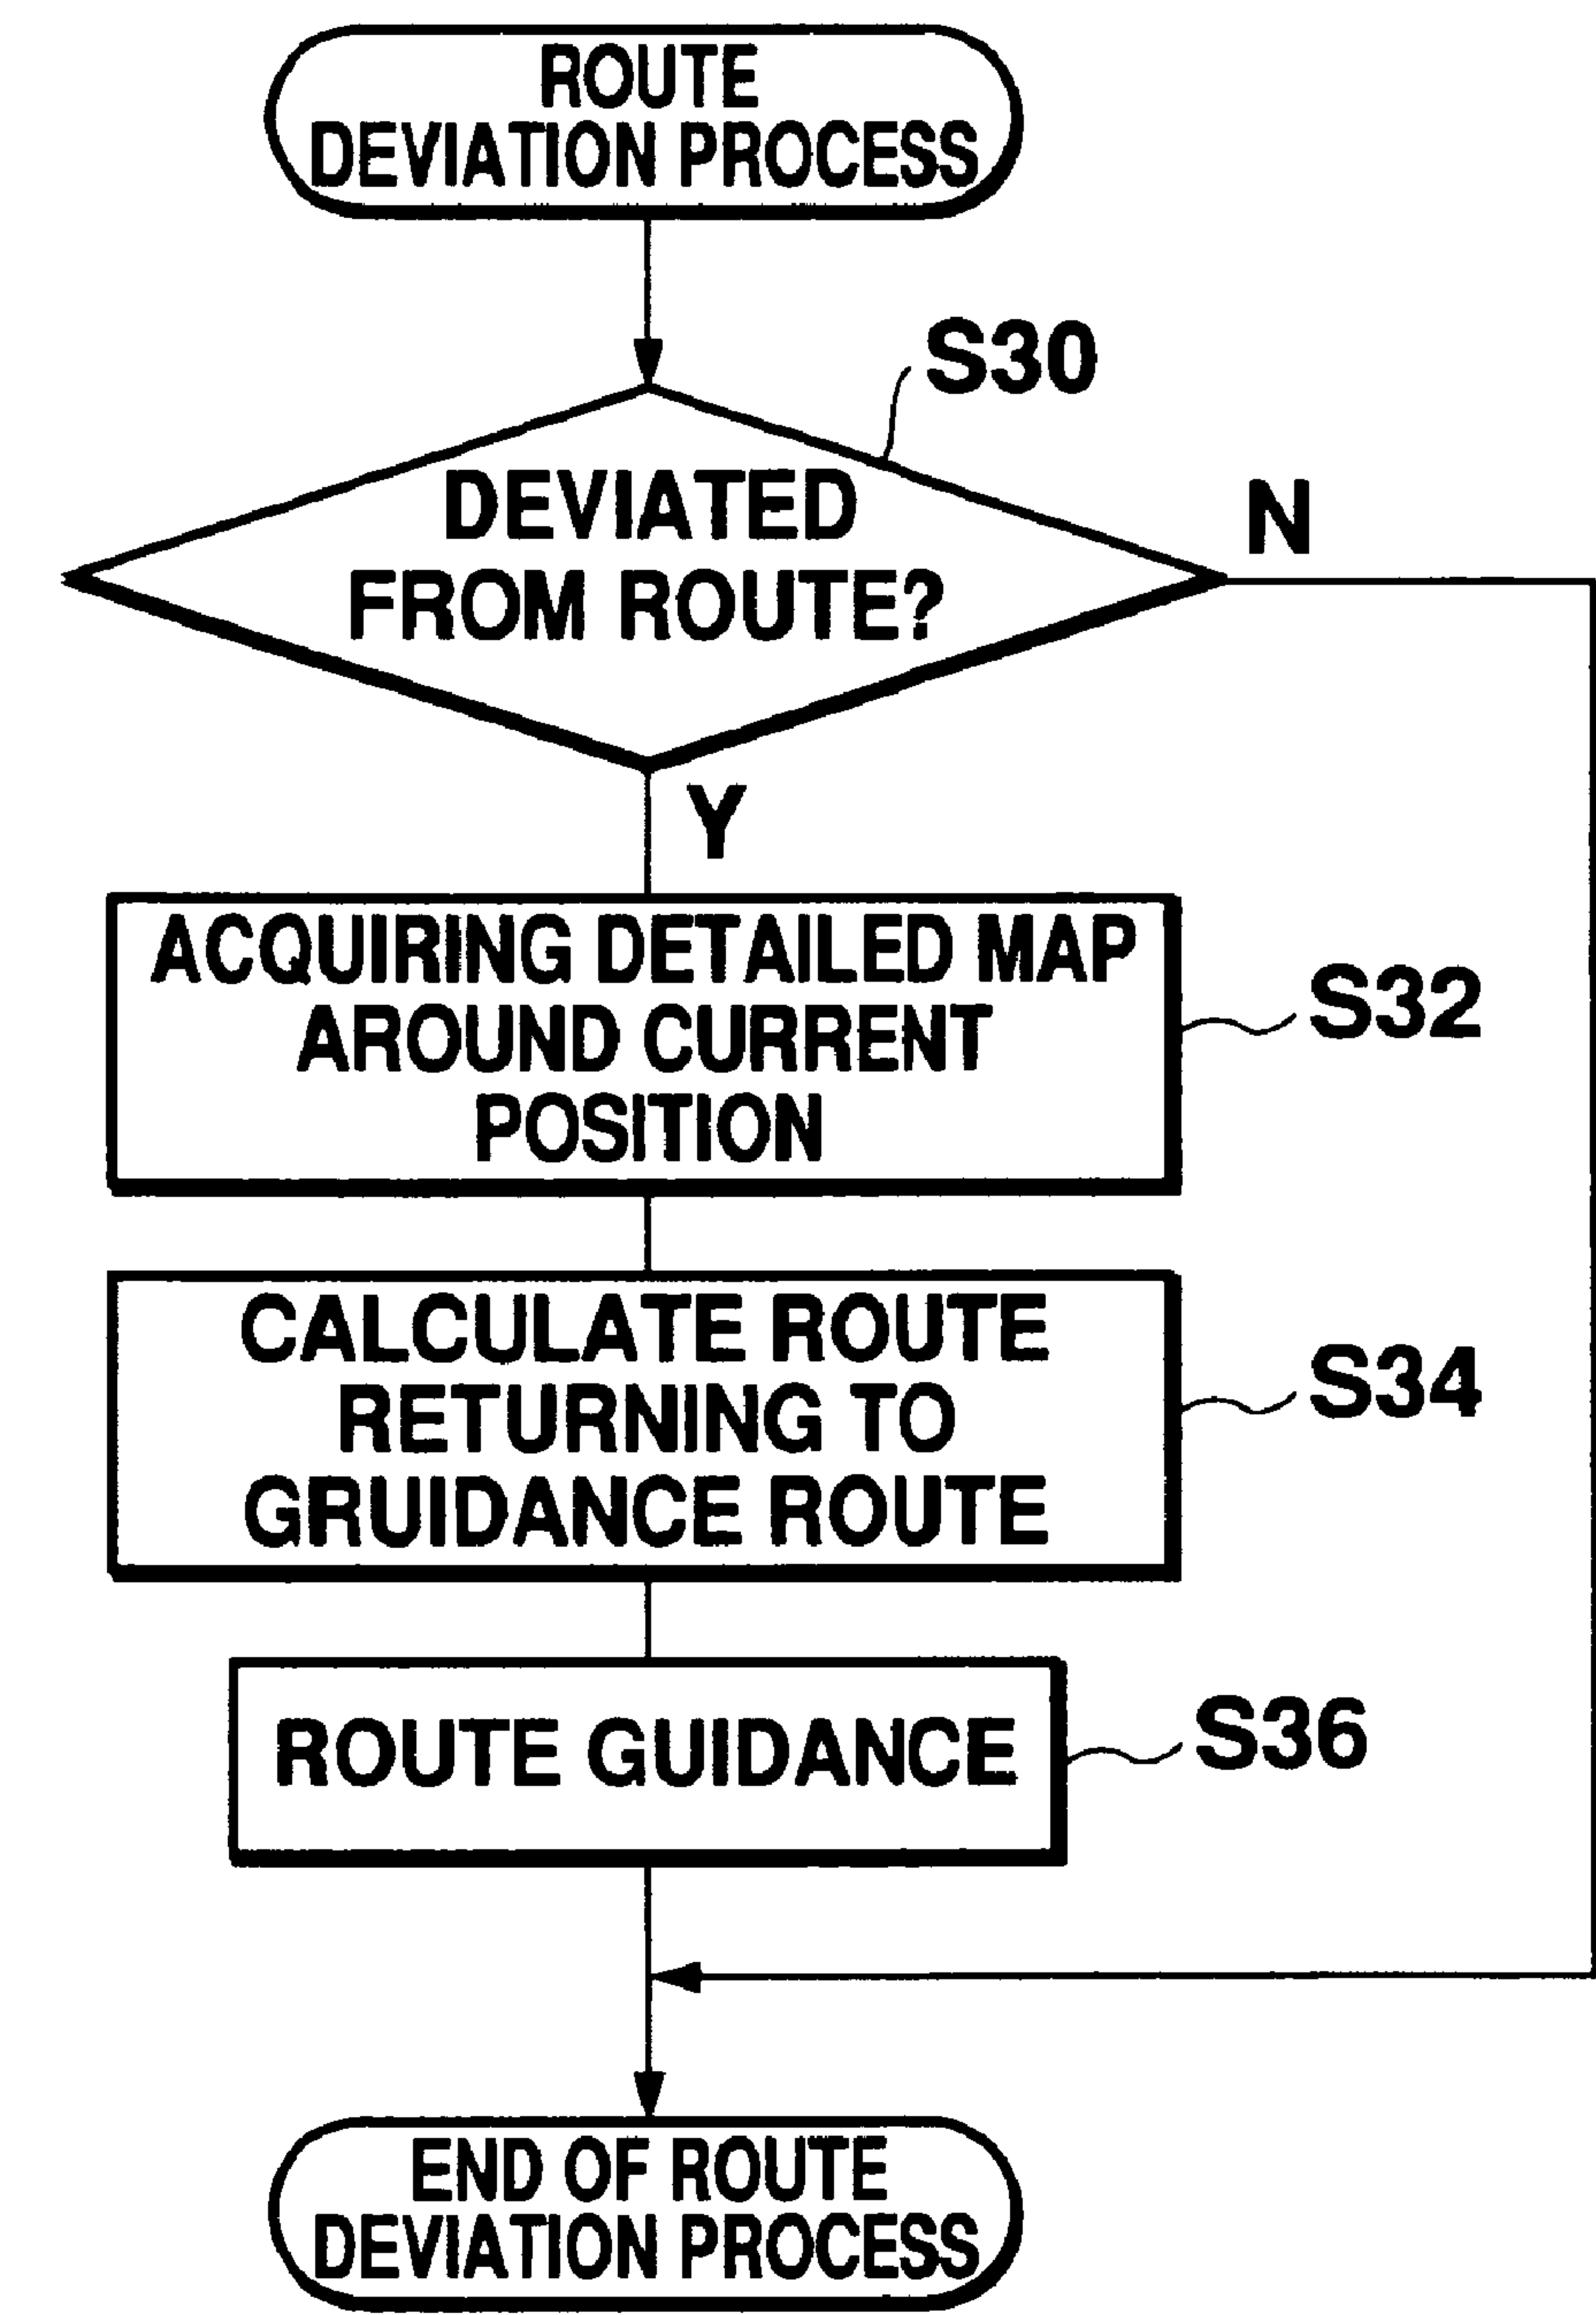 ROUTE
DEVIATION PROCESS
S30
DEVIATED
FROM ROUTE?
N
Y
ACQUIRING DETAILED MAP
AROUND CURRENT
POSITION
S32
CALCULATE ROUTE
RETURNING TO
GRUIDANCE ROUTE
S34
ROUTE GUIDANCE
S36
END OF ROUTE
DEVIATION PROCESS